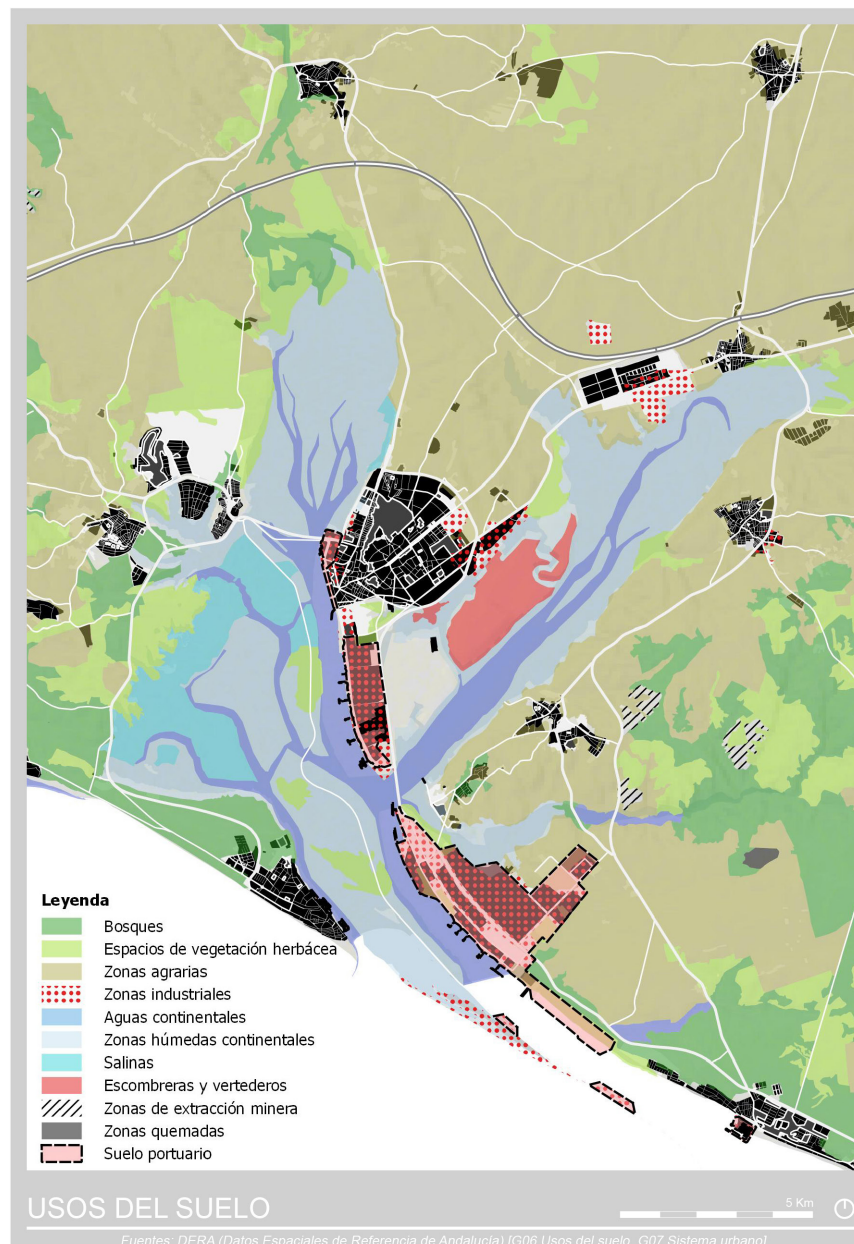 Leyenda
Bosques
Espacios de vegetación herbácea
Zonas agrarias
Zonas industriales
Aguas continentales
Zonas húmedas continentales
Salinas
Escombreras y vertederos
Zonas de extracción minera
Zonas quemadas
Suelo portuario
USOS DEL SUELO
5 Km
Fuentes: DERA (Datos Espaciales de Referencia de Andalucía) [G06 Usos del suelo, G07 Sistema urbano]